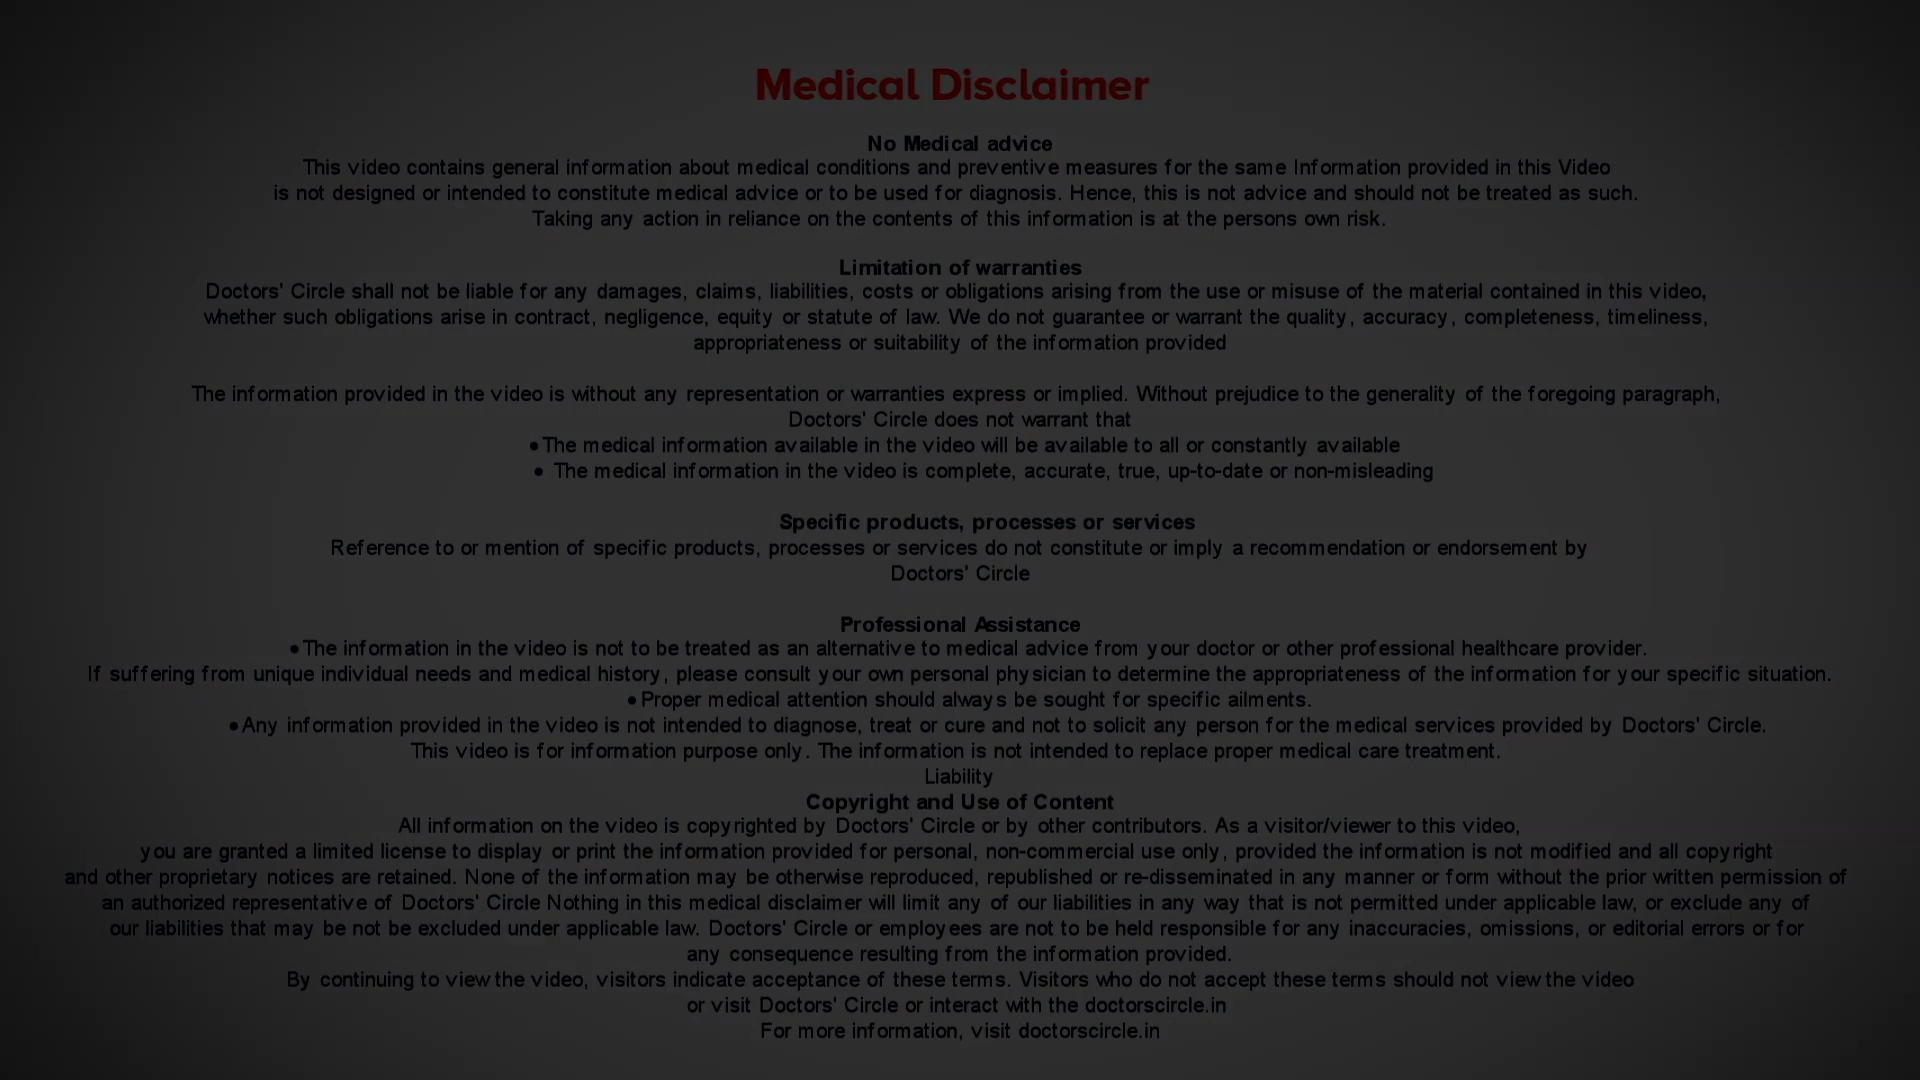 Medical Disclaimer
No Medical advice
This video contains general information about medical conditions and preventive measures for the same Information provided in this Video
is not designed or intended to constitute medical advice or to be used for diagnosis. Hence, this is not advice and should not be treated as such.
Taking any action in reliance on the contents of this information is at the persons own risk.
Limitation of warranties
Doctors' Circle shall not be liable for any damages, claims, liabilities, costs or obligations arising from the use or misuse of the material contained in this video,
whether such obligations arise in contract, negligence, equity or statute of law. We do not guarantee or warrant the quality, accuracy, completeness, timeliness,
appropriateness or suitability of the information provided
The information provided in the video is without any representation or warranties express or implied. Without prejudice to the generality of the foregoing paragraph,
Doctors' Circle does not warrant that
•The medical information available in the video will be available to all or constantly available
• The medical information in the video is complete, accurate, true, up-to-date or non-misleading
Specific products, processes or services
Reference to or mention of specific products, processes or services do not constitute or imply a recommendation or endorsement by
Doctors' Circle
Professional Assistance
•The information in the video is not to be treated as an alternative to medical advice from your doctor or other professional healthcare provider.
If suffering from unique individual needs and medical history, please consult your own personal physician to determine the appropriateness of the information for your specific situation.
•Proper medical attention should always be sought for specific ailments.
•Any information provided in the video is not intended to diagnose, treat or cure and not to solicit any person for the medical services provided by Doctors' Circle.
This video is for information purpose only. The information is not intended to replace proper medical care treatment.
Liability
Copyright and Use of Content
All information on the video is copyrighted by Doctors' Circle or by other contributors. As a visitor/viewer to this video,
you are granted a limited license to display or print the information provided for personal, non-commercial use only, provided the information is not modified and all copyright
and other proprietary notices are retained. None of the information may be otherwise reproduced, republished or re-disseminated in any manner or form without the prior written permission of
an authorized representative of Doctors' Circle Nothing in this medical disclaimer will limit any of our liabilities in any way that is not permitted under applicable law, or exclude any of
our liabilities that may be not be excluded under applicable law. Doctors' Circle or employees are not to be held responsible for any inaccuracies, omissions, or editorial errors or for
any consequence resulting from the information provided.
By continuing to view the video, visitors indicate acceptance of these terms. Visitors who do not accept these terms should not view the video
or visit Doctors' Circle or interact with the doctorscircle.in
For more information, visit doctorscircle.in